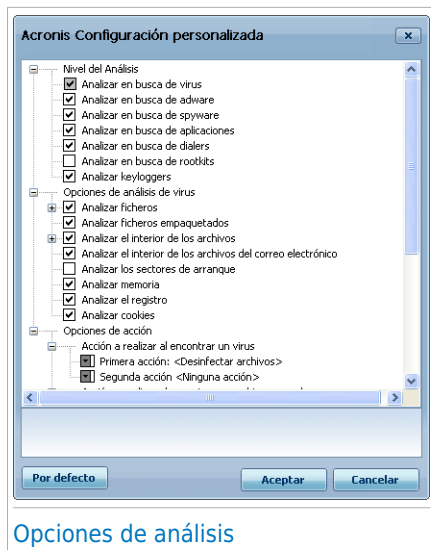 Acronis Configuración personalizada
Nivel del Análisis
Analizar en busca de virus
Analizar en busca de adware
Analizar en busca de spyware
Analizar en busca de aplicaciones
Analizar en busca de dialers
Analizar en busca de rootkits
Analizar keyloggers
Opciones de análisis de virus
Analizar ficheros
Analizar ficheros empaquetados
Analizar el interior de los archivos
Analizar el interior de los archivos del correo electrónico
Analizar los sectores de arranque
Analizar memoria
Analizar el registro
Analizar cookies
Opciones de acción
Acción a realizar al encontrar un virus
Primera acción: <Desinfectar archivos>
Segunda acción <Ninguna acción>
Por defecto
Aceptar
Cancelar
Opciones de análisis